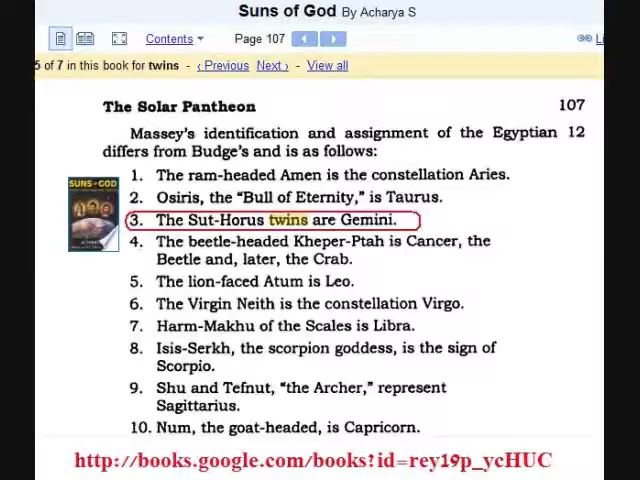 Suns of God By Acharya S
Contents Page 107
5 of 7 in this book for twins - ‹ Previous Next › - View all
The Solar Pantheon 107
Massey's identification and assignment of the Egyptian 12
differs from Budge's and is as follows:
1. The ram-headed Amen is the constellation Aries.
2. Osiris, the "Bull of Eternity," is Taurus.
SUNS OF GOD
3. The Sut-Horus twins are Gemini.
4. The beetle-headed Kheper-Ptah is Cancer, the
Beetle and, later, the Crab.
5. The lion-faced Atum is Leo.
6. The Virgin Neith is the constellation Virgo.
7. Harm-Makhu of the Scales is Libra.
8. Isis-Serkh, the scorpion goddess, is the sign of
Scorpio.
9. Shu and Tefnut, "the Archer," represent
Sagittarius.
10. Num, the goat-headed, is Capricorn.
http://books.google.com/books?id=rey19p_ycHUC